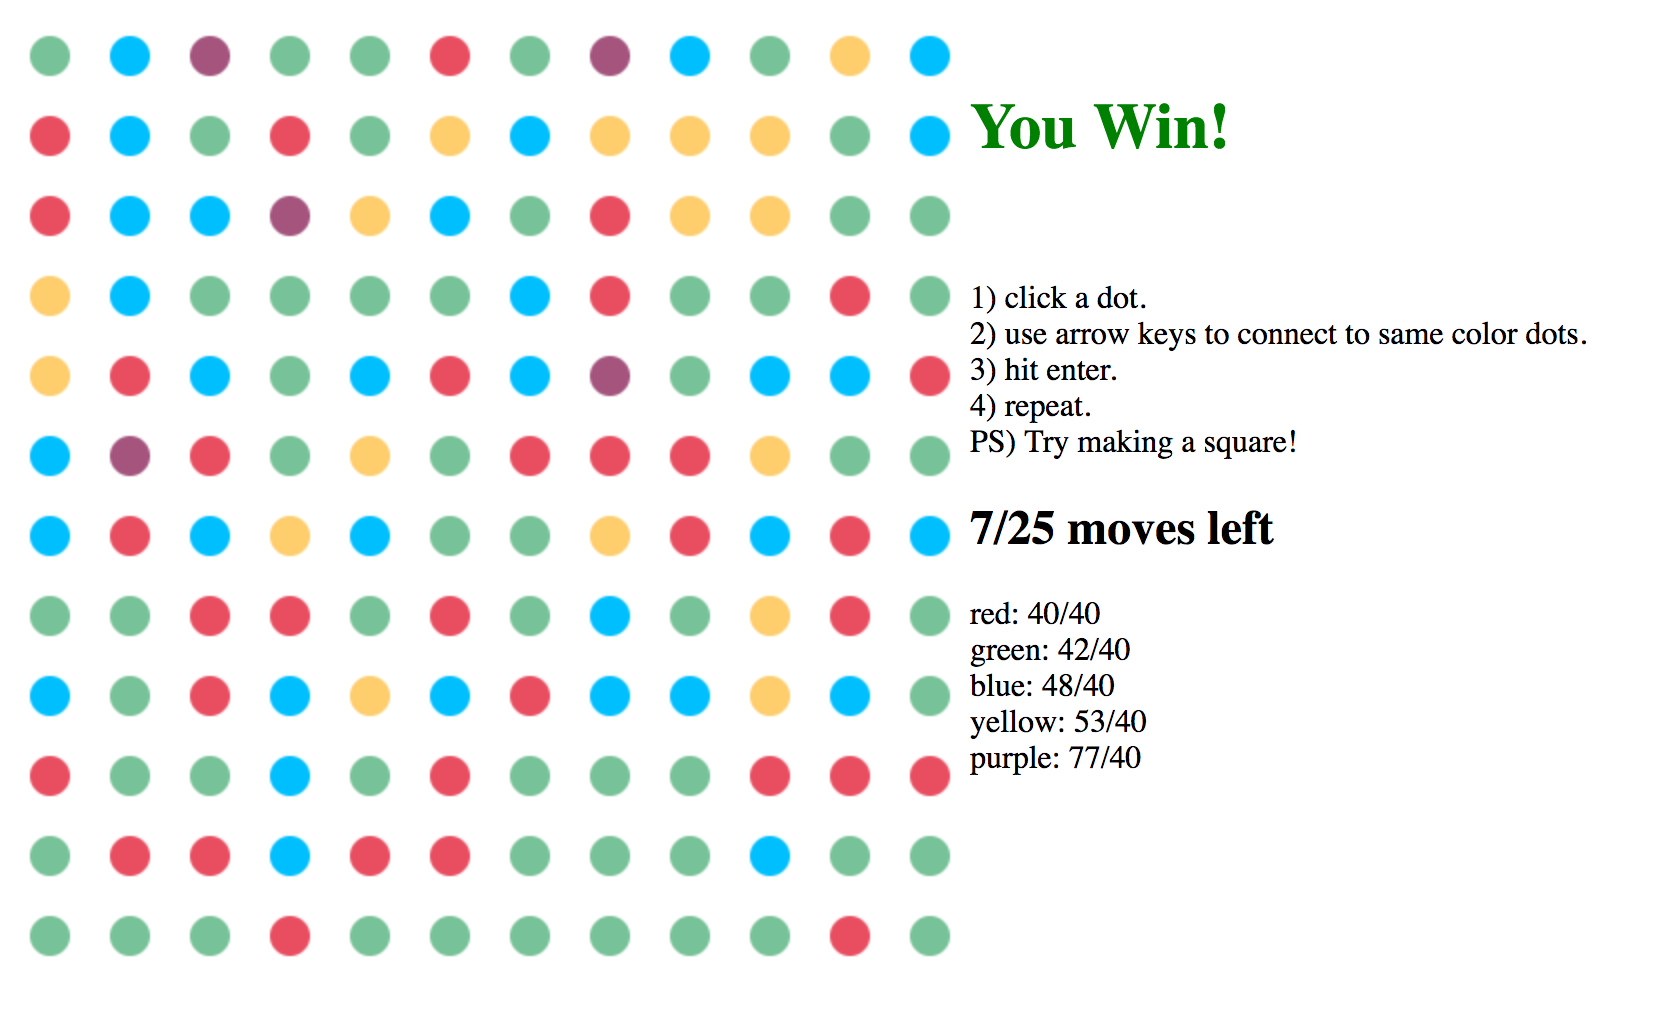 You Win!
1) click a dot.
2) use arrow keys to connect to same color dots.
3) hit enter.
4) repeat.
PS) Try making a square!
7/25 moves left
red: 40/40
green: 42/40
blue: 48/40
yellow: 53/40
purple: 77/40